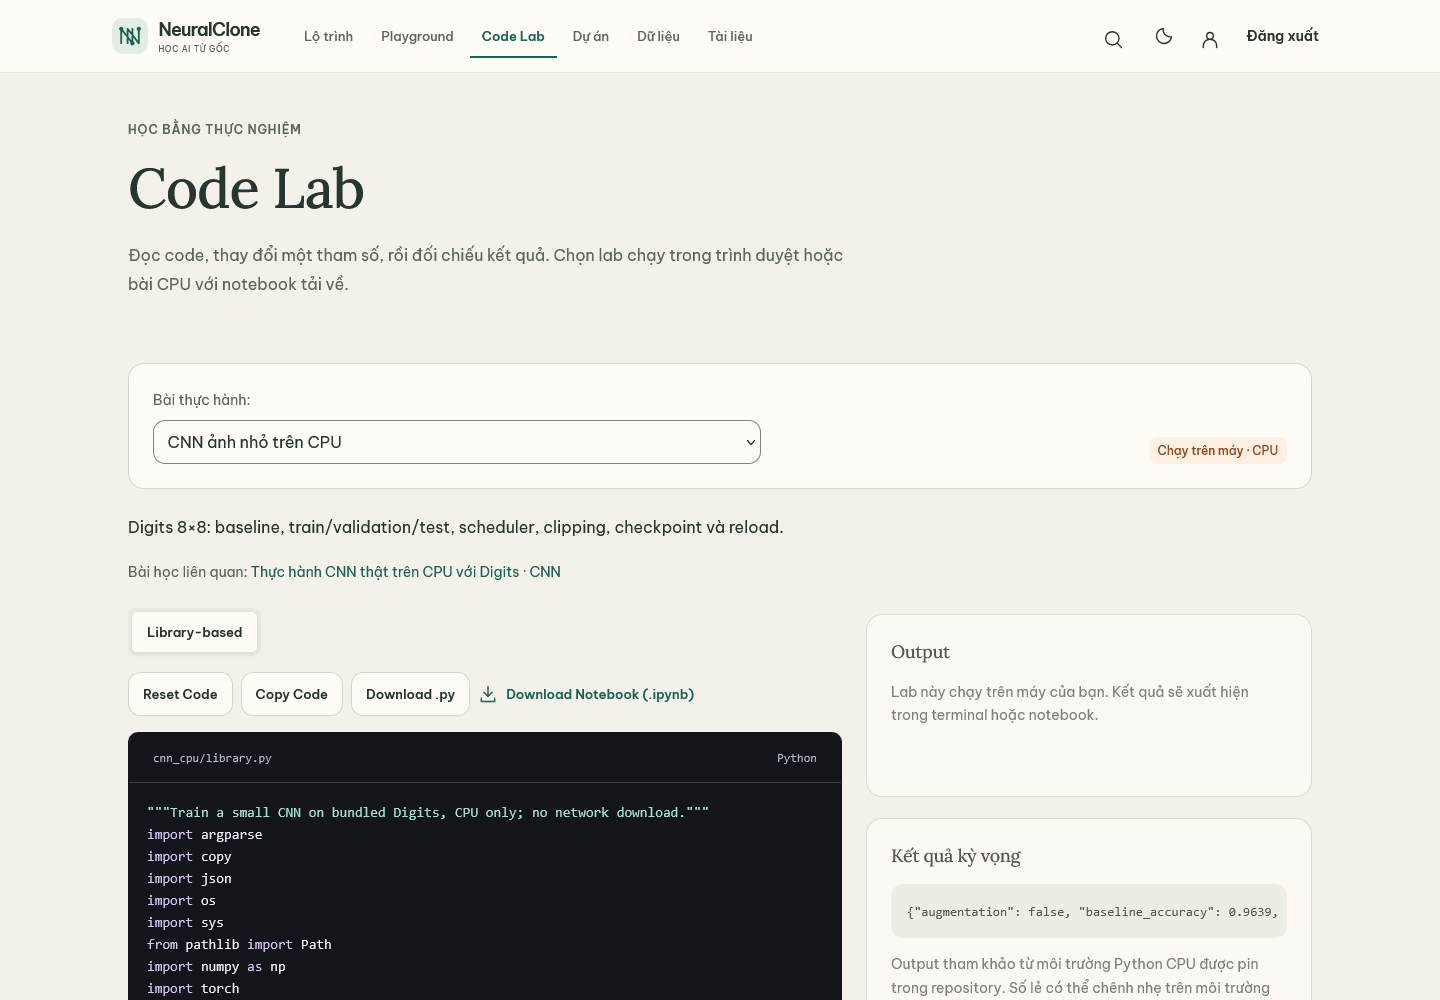 NeuralClone
HỌC AI TỪ GỐC
Lộ trình
Playground
Code Lab
Dự án
Dữ liệu
Tài liệu
Đăng xuất
HỌC BẰNG THỰC NGHIỆM
Code Lab
Đọc code, thay đổi một tham số, rồi đối chiếu kết quả. Chọn lab chạy trong trình duyệt hoặc
bài CPU với notebook tải về.
Bài thực hành:
CNN ảnh nhỏ trên CPU
Chạy trên máy · CPU
Digits 8×8: baseline, train/validation/test, scheduler, clipping, checkpoint và reload.
Bài học liên quan: Thực hành CNN thật trên CPU với Digits · CNN
Library-based
Reset Code
Copy Code
Download .py
Download Notebook (.ipynb)
cnn_cpu/library.py
Python
"""Train a small CNN on bundled Digits, CPU only; no network download."""
import argparse
import copy
import json
import os
import sys
from pathlib import Path
import numpy as np
import torch
Output
Lab này chạy trên máy của bạn. Kết quả sẽ xuất hiện
trong terminal hoặc notebook.
Kết quả kỳ vọng
{"augmentation": false, "baseline_accuracy": 0.9639,
Output tham khảo từ môi trường Python CPU được pin
trong repository. Số lẻ có thể chênh nhẹ trên môi trường